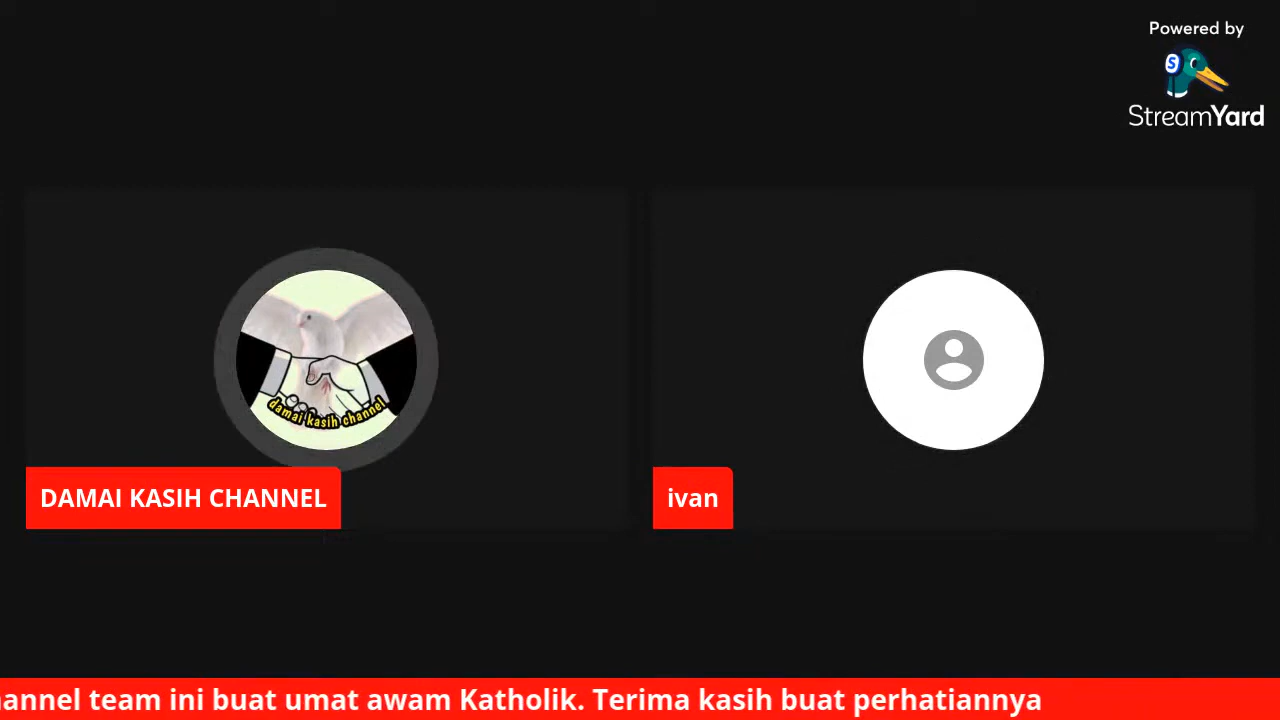 Powered by
StreamYard
damai kasih channel
DAMAI KASIH CHANNEL
ivan
annel team ini buat umat awam Katholik. Terima kasih buat perhatiannya